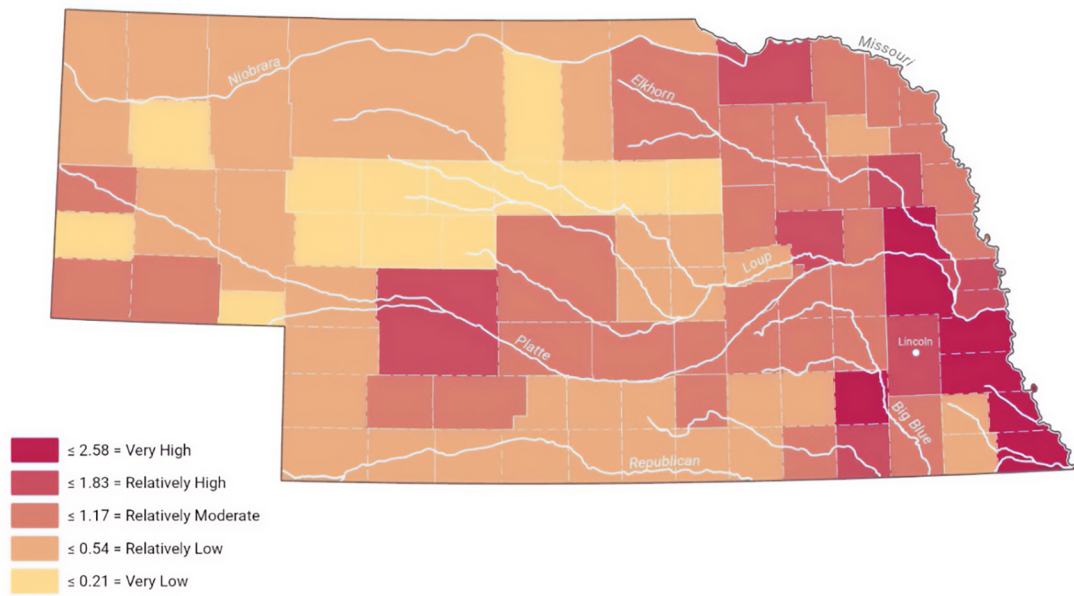 Missouri
Niobrara
Elkhorn
Loup
Lincoln
Platte
Big Blue
Republican
≤ 2.58 = Very High
≤ 1.83 = Relatively High
≤ 1.17 = Relatively Moderate
≤ 0.54 = Relatively Low
≤ 0.21 = Very Low